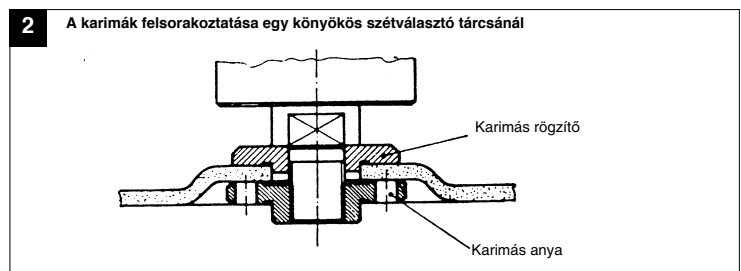 2
A karimák felsorakoztatása egy könyökös szétválasztó tárcsánál
Karimás rögzítő
Karimás anya